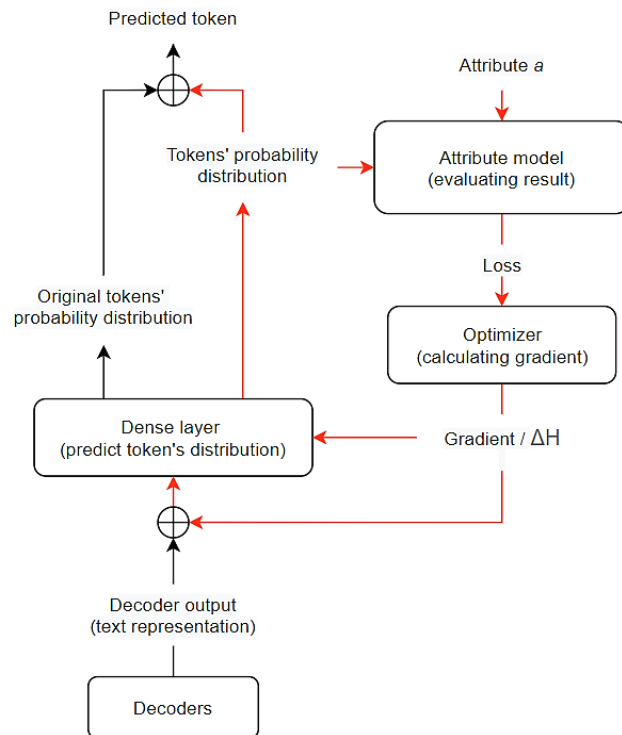 Predicted token
Attribute a
Tokens' probability
distribution
Attribute model
(evaluating result)
Loss
Original tokens'
probability distribution
Optimizer
(calculating gradient)
Dense layer
(predict token's distribution)
Gradient / ΔH
Decoder output
(text representation)
Decoders